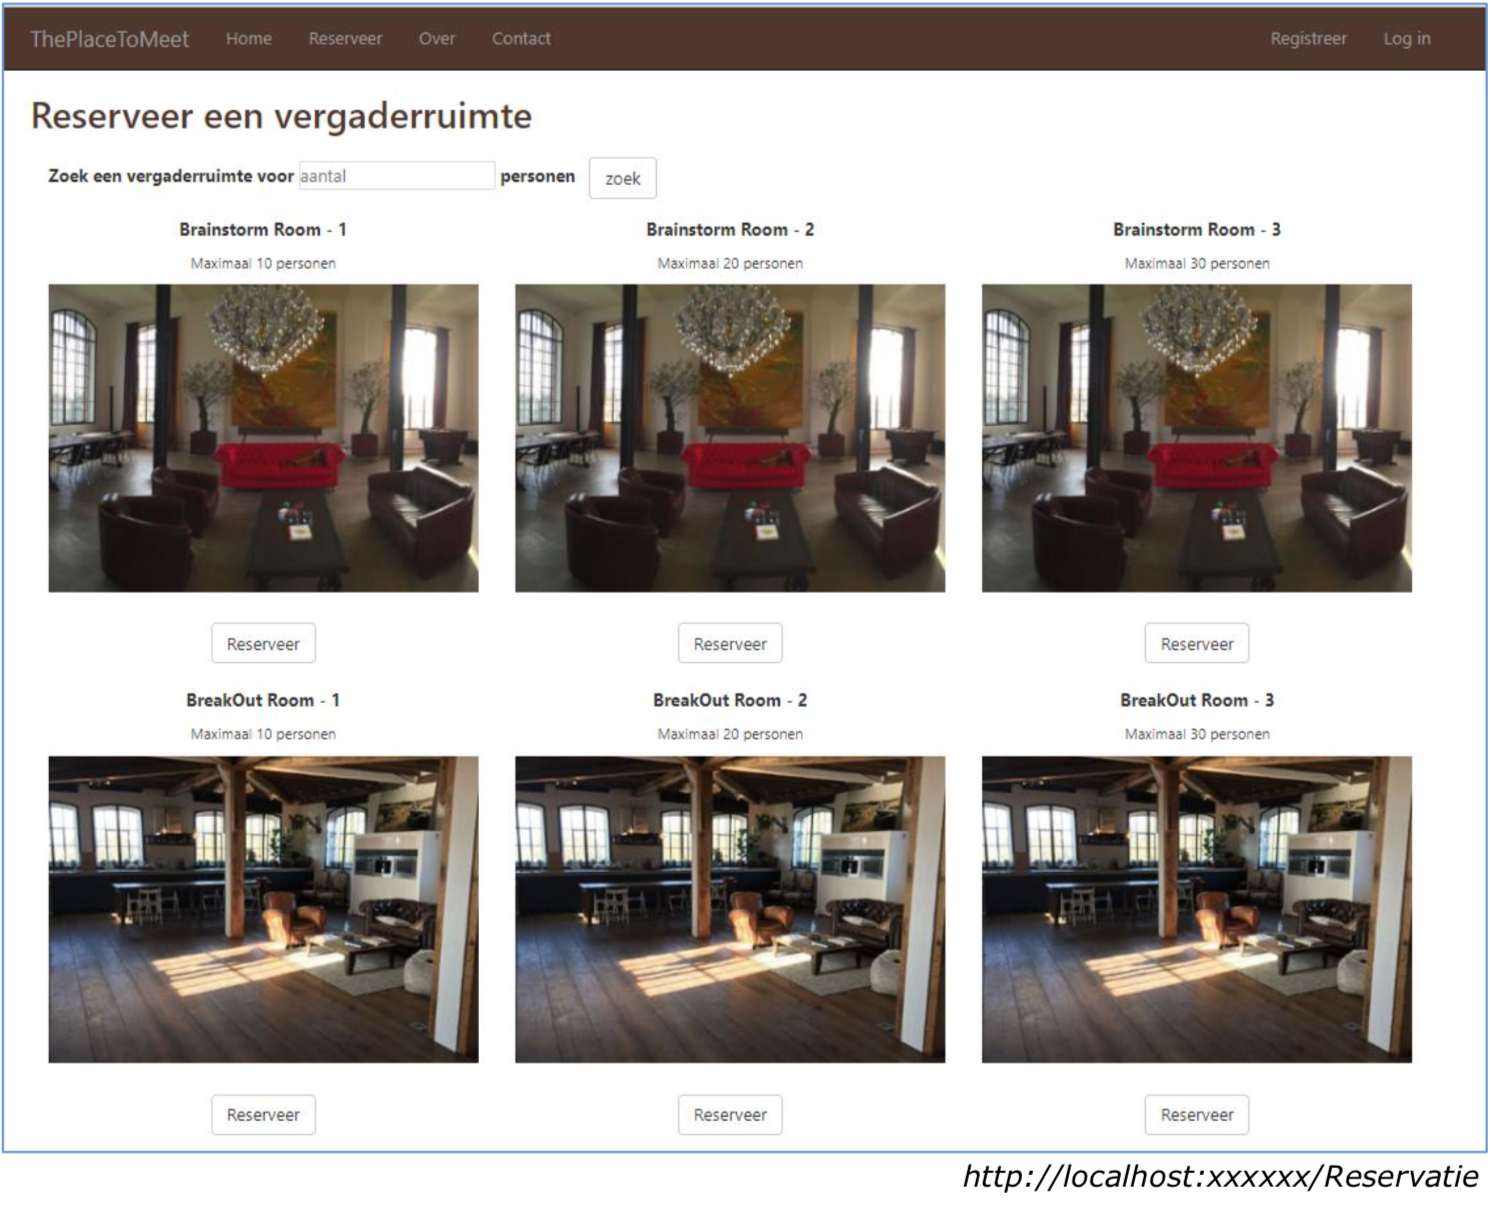 ThePlaceToMeet Home Reserveer Over Contact Registreer Log in
Reserveer een vergaderruimte
Zoek een vergaderruimte voor aantal personen zoek
Brainstorm Room - 1 Brainstorm Room - 2 Brainstorm Room - 3
Maximaal 10 personen Maximaal 20 personen Maximaal 30 personen
Reserveer Reserveer Reserveer
BreakOut Room - 1 BreakOut Room - 2 BreakOut Room - 3
Maximaal 10 personen Maximaal 20 personen Maximaal 30 personen
Reserveer Reserveer Reserveer
http://localhost:xxxxxx/Reservatie